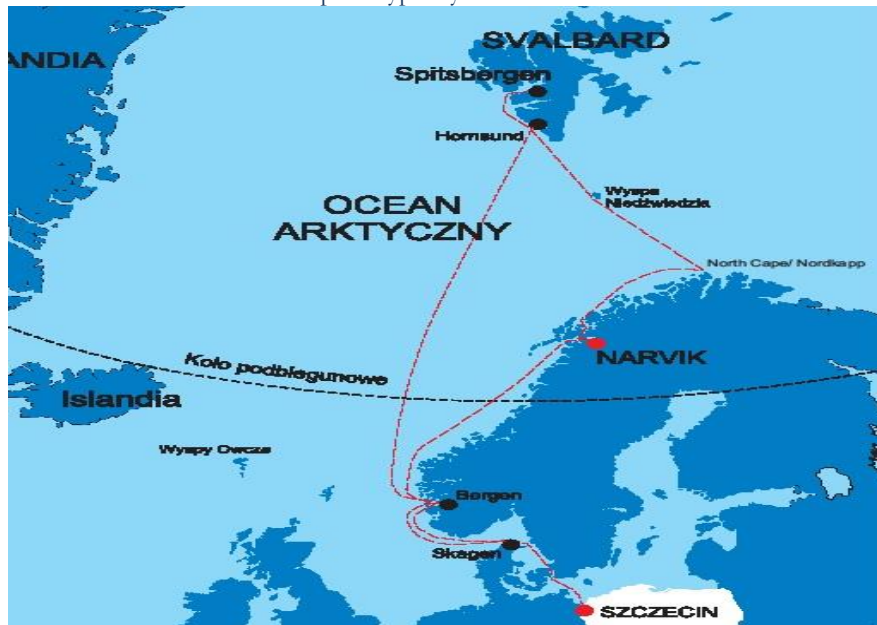 SVALBARD
ANDIA
Spitsbergen
Hornsund
Wyspa
Niedźwiedzia
OCEAN
ARKTYCZNY
North Cape/ Nordkapp
Koło podbiegunowe
NARVIK
Islandia
Wyspy Owcze
Bergen
Skagen
SZCZECIN